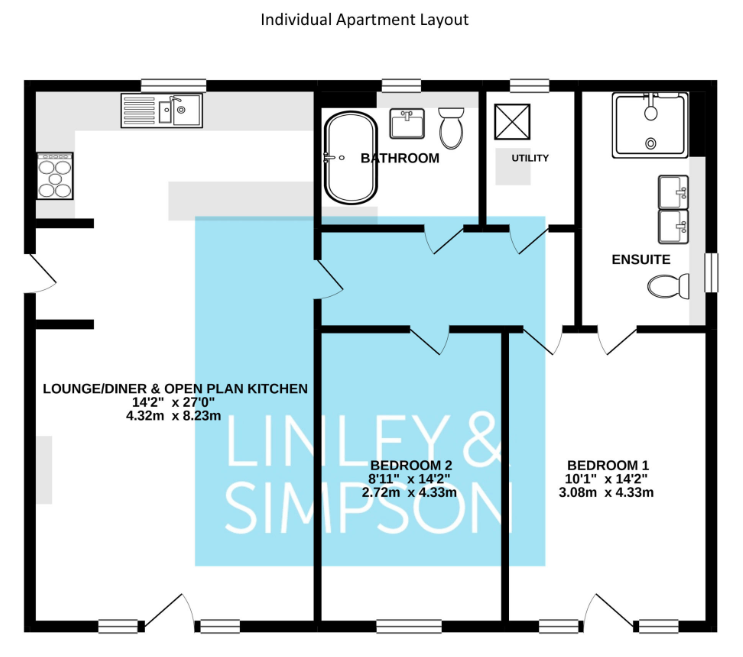 Individual Apartment Layout
BATHROOM
UTILITY
ENSUITE
LOUNGE/DINER & OPEN PLAN KITCHEN
14'2" x 27'0"
4.32m x 8.23m
LINLEY &
SIMPSON
BEDROOM 2
8'11" x 14'2"
2.72m x 4.33m
BEDROOM 1
10'1" x 14'2"
3.08m x 4.33m